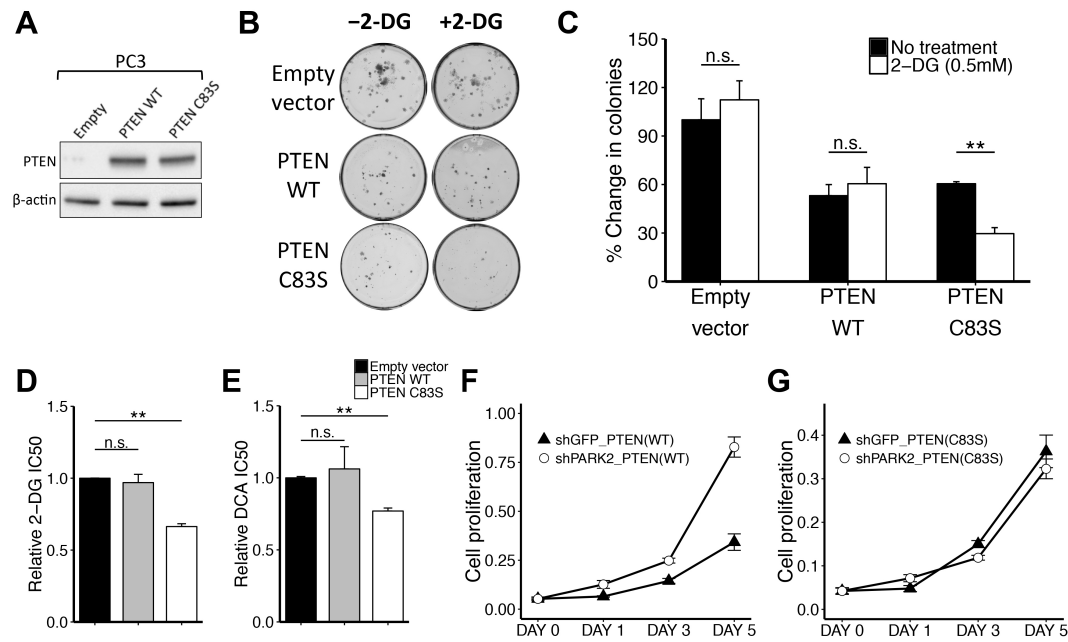 A
PC3
Empty
PTEN WT
PTEN C83S
PTEN
β-actin
B
−2-DG
+2-DG
Empty
vector
PTEN
WT
PTEN
C83S
C
% Change in colonies
150
120
90
60
30
0
No treatment
2−DG (0.5mM)
n.s.
n.s.
**
Empty
vector
PTEN
WT
PTEN
C83S
D
Relative 2−DG IC50
1.5
1.0
0.5
0.0
n.s.
**
Empty vector
PTEN WT
PTEN C83S
E
Relative DCA IC50
1.5
1.0
0.5
0.0
n.s.
**
F
Cell proliferation
1.00
0.75
0.50
0.25
0.00
shGFP_PTEN(WT)
shPARK2_PTEN(WT)
DAY 0
DAY 1
DAY 3
DAY 5
G
Cell proliferation
0.4
0.3
0.2
0.1
0.0
shGFP_PTEN(C83S)
shPARK2_PTEN(C83S)
DAY 0
DAY 1
DAY 3
DAY 5